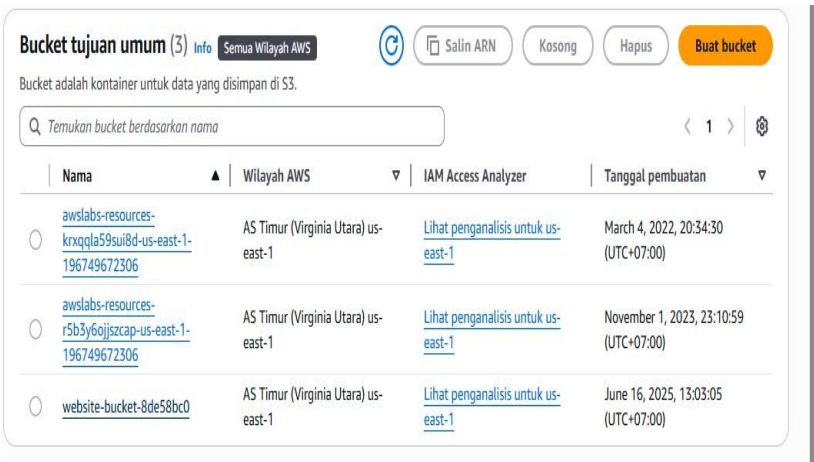 Bucket tujuan umum (3) Info Semua Wilayah AWS Salin ARN Kosong Hapus Buat bucket
Bucket adalah kontainer untuk data yang disimpan di S3.
Temukan bucket berdasarkan nama 1
Nama Wilayah AWS IAM Access Analyzer Tanggal pembuatan
awslabs-resources-
krxqqla59sui8d-us-east-1-
196749672306
AS Timur (Virginia Utara) us-
east-1
Lihat penganalisis untuk us-
east-1
March 4, 2022, 20:34:30
(UTC+07:00)
awslabs-resources-
r5b3y6ojjszcap-us-east-1-
196749672306
AS Timur (Virginia Utara) us-
east-1
Lihat penganalisis untuk us-
east-1
November 1, 2023, 23:10:59
(UTC+07:00)
website-bucket-8de58bc0
AS Timur (Virginia Utara) us-
east-1
Lihat penganalisis untuk us-
east-1
June 16, 2025, 13:03:05
(UTC+07:00)